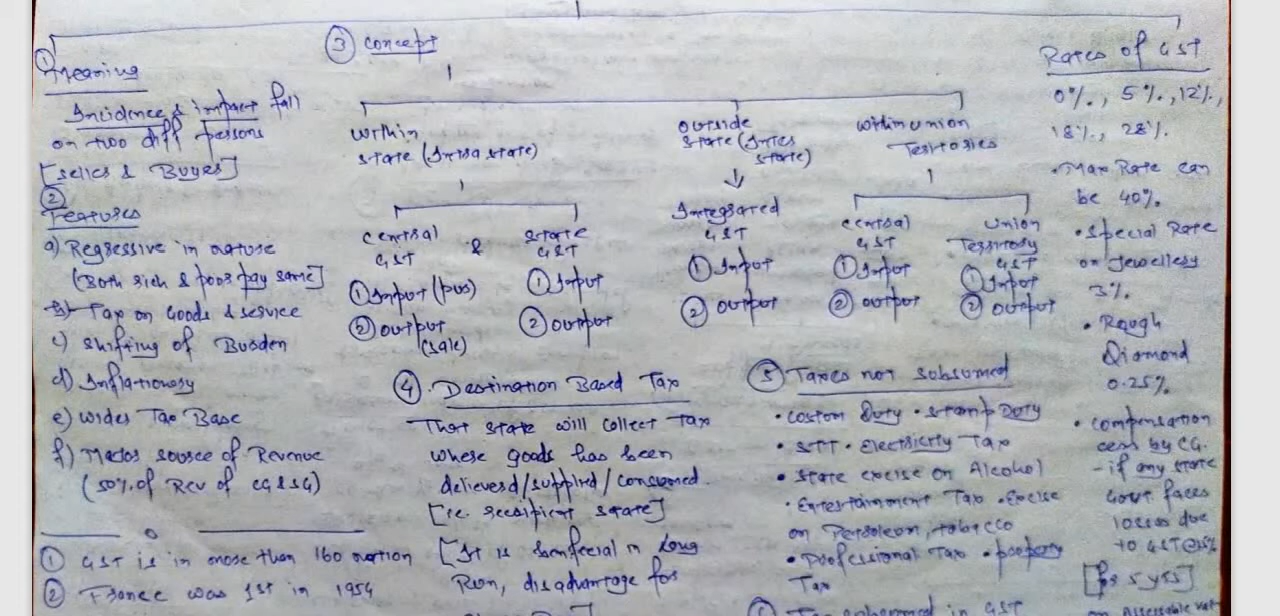 ① Meaning
Incidence & impact fall
on two diff persons
[seller & Buyer]
②
Features
a) Regressive in nature
(Both rich & poor pay same]
b) Tax on Goods & service
c) Shifting of Burden
d) Inflationary
e) Wider Tax Base
f) Major source of Revenue
(50% of Rev of CG & SG)
① GST is in more than 160 nation
② France was 1st in 1954
③ Concept
within
state (Intra state)
Central
GST
① Input (pur)
② output
(sale)
&
State
GST
① Input
② output
outside
state (Inter
state)
Integrated
GST
① Input
② output
within union
Territories
Central
GST
① Input
② output
Union
Territory
GST
① Input
② output
④ Destination Based Tax
That state will collect Tax
where goods has been
delivered/supplied/consumed
[i.e. recipient state]
[It is in Long
Run, disadvantage for
⑤ Taxes not subsumed
• Custom Duty • Stamp Duty
• STT • Electricity Tax
• State excise on Alcohol
• Entertainment Tax • Excise
on Petroleum, tobacco
• Professional Tax • property
Tax
in GST
Rates of GST
0%, 5%, 12%,
18%, 28%.
• Max Rate can
be 40%.
• Special Rate
on Jewellery
3%.
• Rough
Diamond
0.25%
• Compensation
cess by CG.
- if any state
Govt. faces
losses due
to GST
[for 5 yrs]